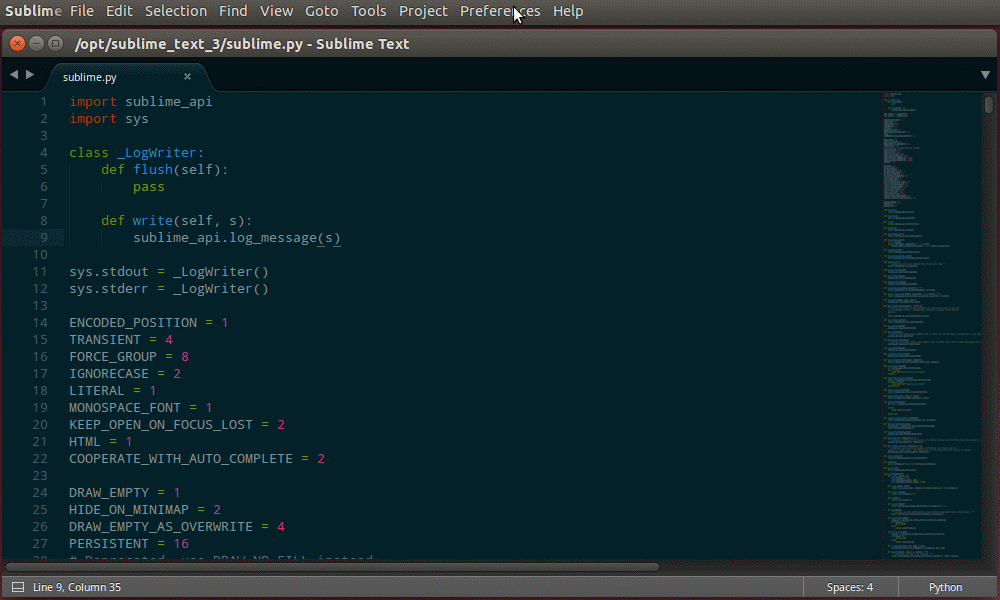 Sublime File Edit Selection Find View Goto Tools Project Preferences Help
/opt/sublime_text_3/sublime.py - Sublime Text
sublime.py ×
1 import sublime_api
2 import sys
3
4 class _LogWriter:
5 def flush(self):
6 pass
7
8 def write(self, s):
9 sublime_api.log_message(s)
10
11 sys.stdout = _LogWriter()
12 sys.stderr = _LogWriter()
13
14 ENCODED_POSITION = 1
15 TRANSIENT = 4
16 FORCE_GROUP = 8
17 IGNORECASE = 2
18 LITERAL = 1
19 MONOSPACE_FONT = 1
20 KEEP_OPEN_ON_FOCUS_LOST = 2
21 HTML = 1
22 COOPERATE_WITH_AUTO_COMPLETE = 2
23
24 DRAW_EMPTY = 1
25 HIDE_ON_MINIMAP = 2
26 DRAW_EMPTY_AS_OVERWRITE = 4
27 PERSISTENT = 16
28 # Deprecated, use DRAW_NO_FILL instead
Line 9, Column 35 Spaces: 4 Python